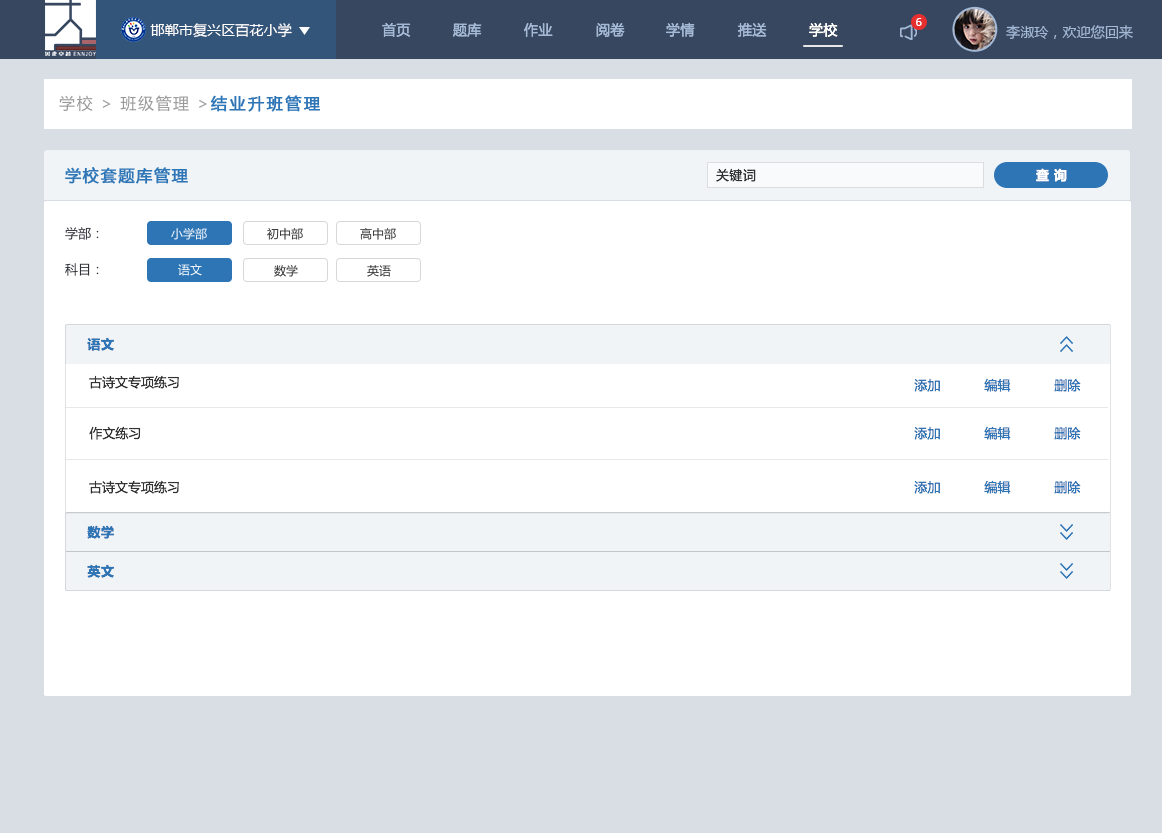 邯郸市复兴区百花小学 首页 题库 作业 阅卷 学情 推送 学校 6 李淑玲，欢迎您回来
学校 > 班级管理 >结业升班管理
学校套题库管理 关键词 查 询
学部： 小学部 初中部 高中部
科目： 语文 数学 英语
语文
古诗文专项练习 添加 编辑 删除
作文练习 添加 编辑 删除
古诗文专项练习 添加 编辑 删除
数学
英文